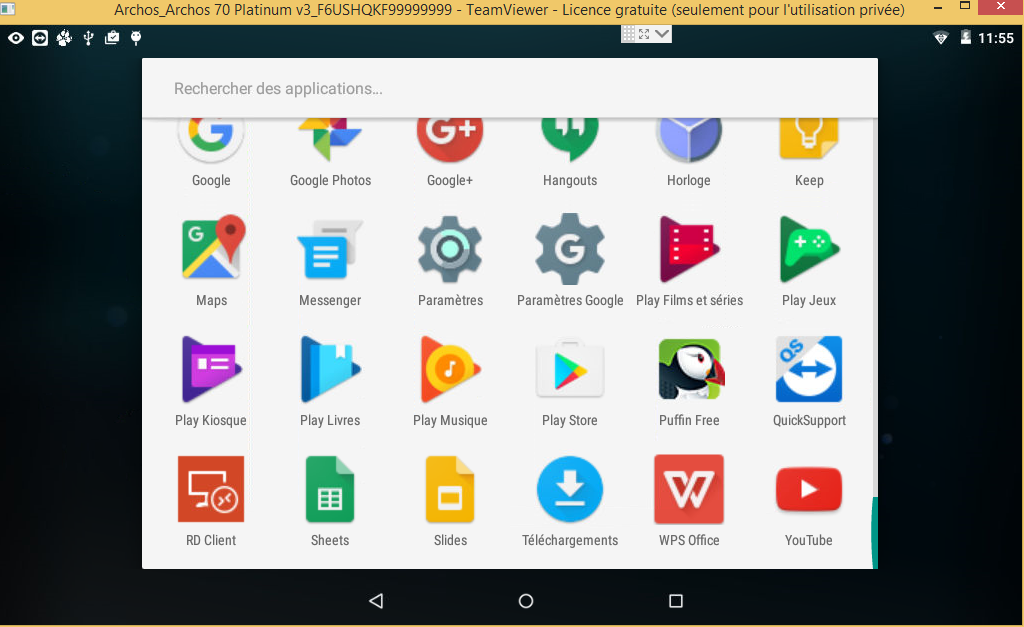 Archos_Archos 70 Platinum v3_F6USHQKF99999999 - TeamViewer - Licence gratuite (seulement pour l'utilisation privée)
11:55
Rechercher des applications...
G G+
Google Google Photos Google+ Hangouts Horloge Keep
G G
Maps Messenger Paramètres Paramètres Google Play Films et séries Play Jeux
QS
Play Kiosque Play Livres Play Musique Play Store Puffin Free QuickSupport
W
RD Client Sheets Slides Téléchargements WPS Office YouTube